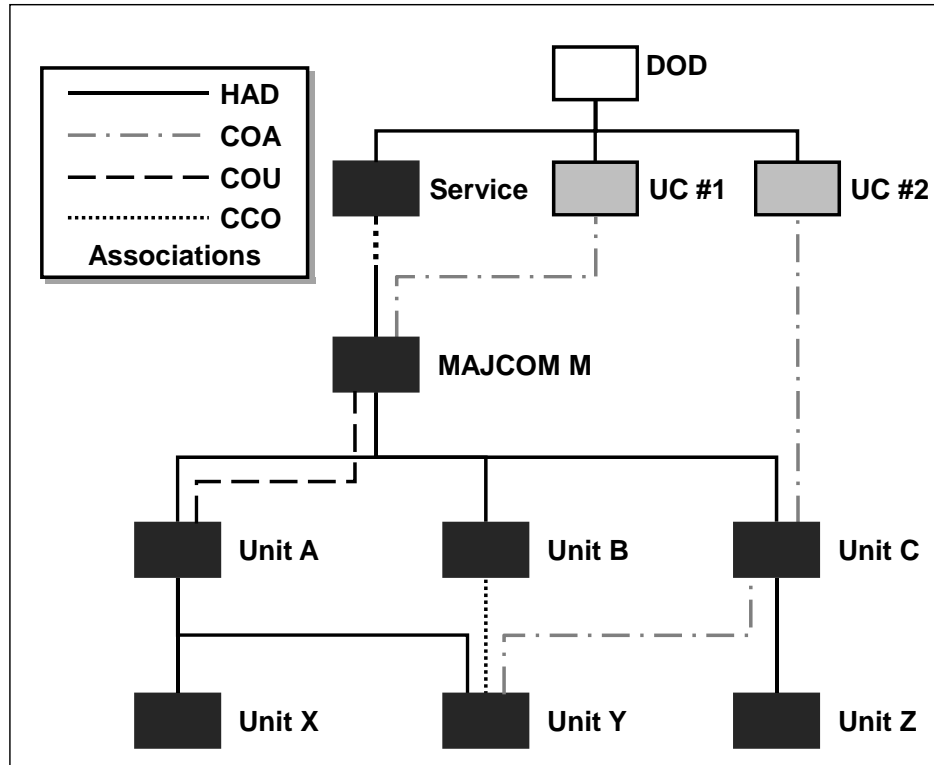 DOD
HAD
COA
COU
CCO
Associations
Service
UC #1
UC #2
MAJCOM M
Unit A
Unit B
Unit C
Unit X
Unit Y
Unit Z